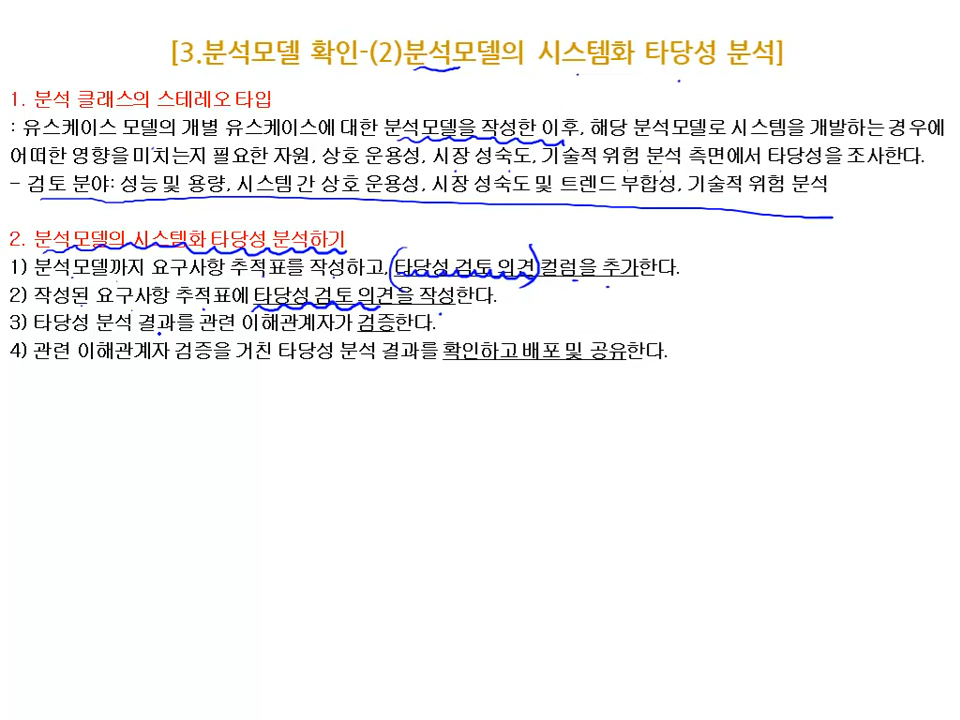 [3.분석모델 확인-(2)분석모델의 시스템화 타당성 분석]
1. 분석 클래스의 스테레오 타입
: 유스케이스 모델의 개별 유스케이스에 대한 분석모델을 작성한 이후, 해당 분석모델로 시스템을 개발하는 경우에
어떠한 영향을 미치는지 필요한 자원, 상호 운용성, 시장 성숙도, 기술적 위험 분석 측면에서 타당성을 조사한다.
- 검토 분야: 성능 및 용량, 시스템 간 상호 운용성, 시장 성숙도 및 트렌드 부합성, 기술적 위험 분석
2. 분석모델의 시스템화 타당성 분석하기
1) 분석모델까지 요구사항 추적표를 작성하고, 타당성 검토 의견 컬럼을 추가한다.
2) 작성된 요구사항 추적표에 타당성 검토 의견을 작성한다.
3) 타당성 분석 결과를 관련 이해관계자가 검증한다.
4) 관련 이해관계자 검증을 거친 타당성 분석 결과를 확인하고 배포 및 공유한다.